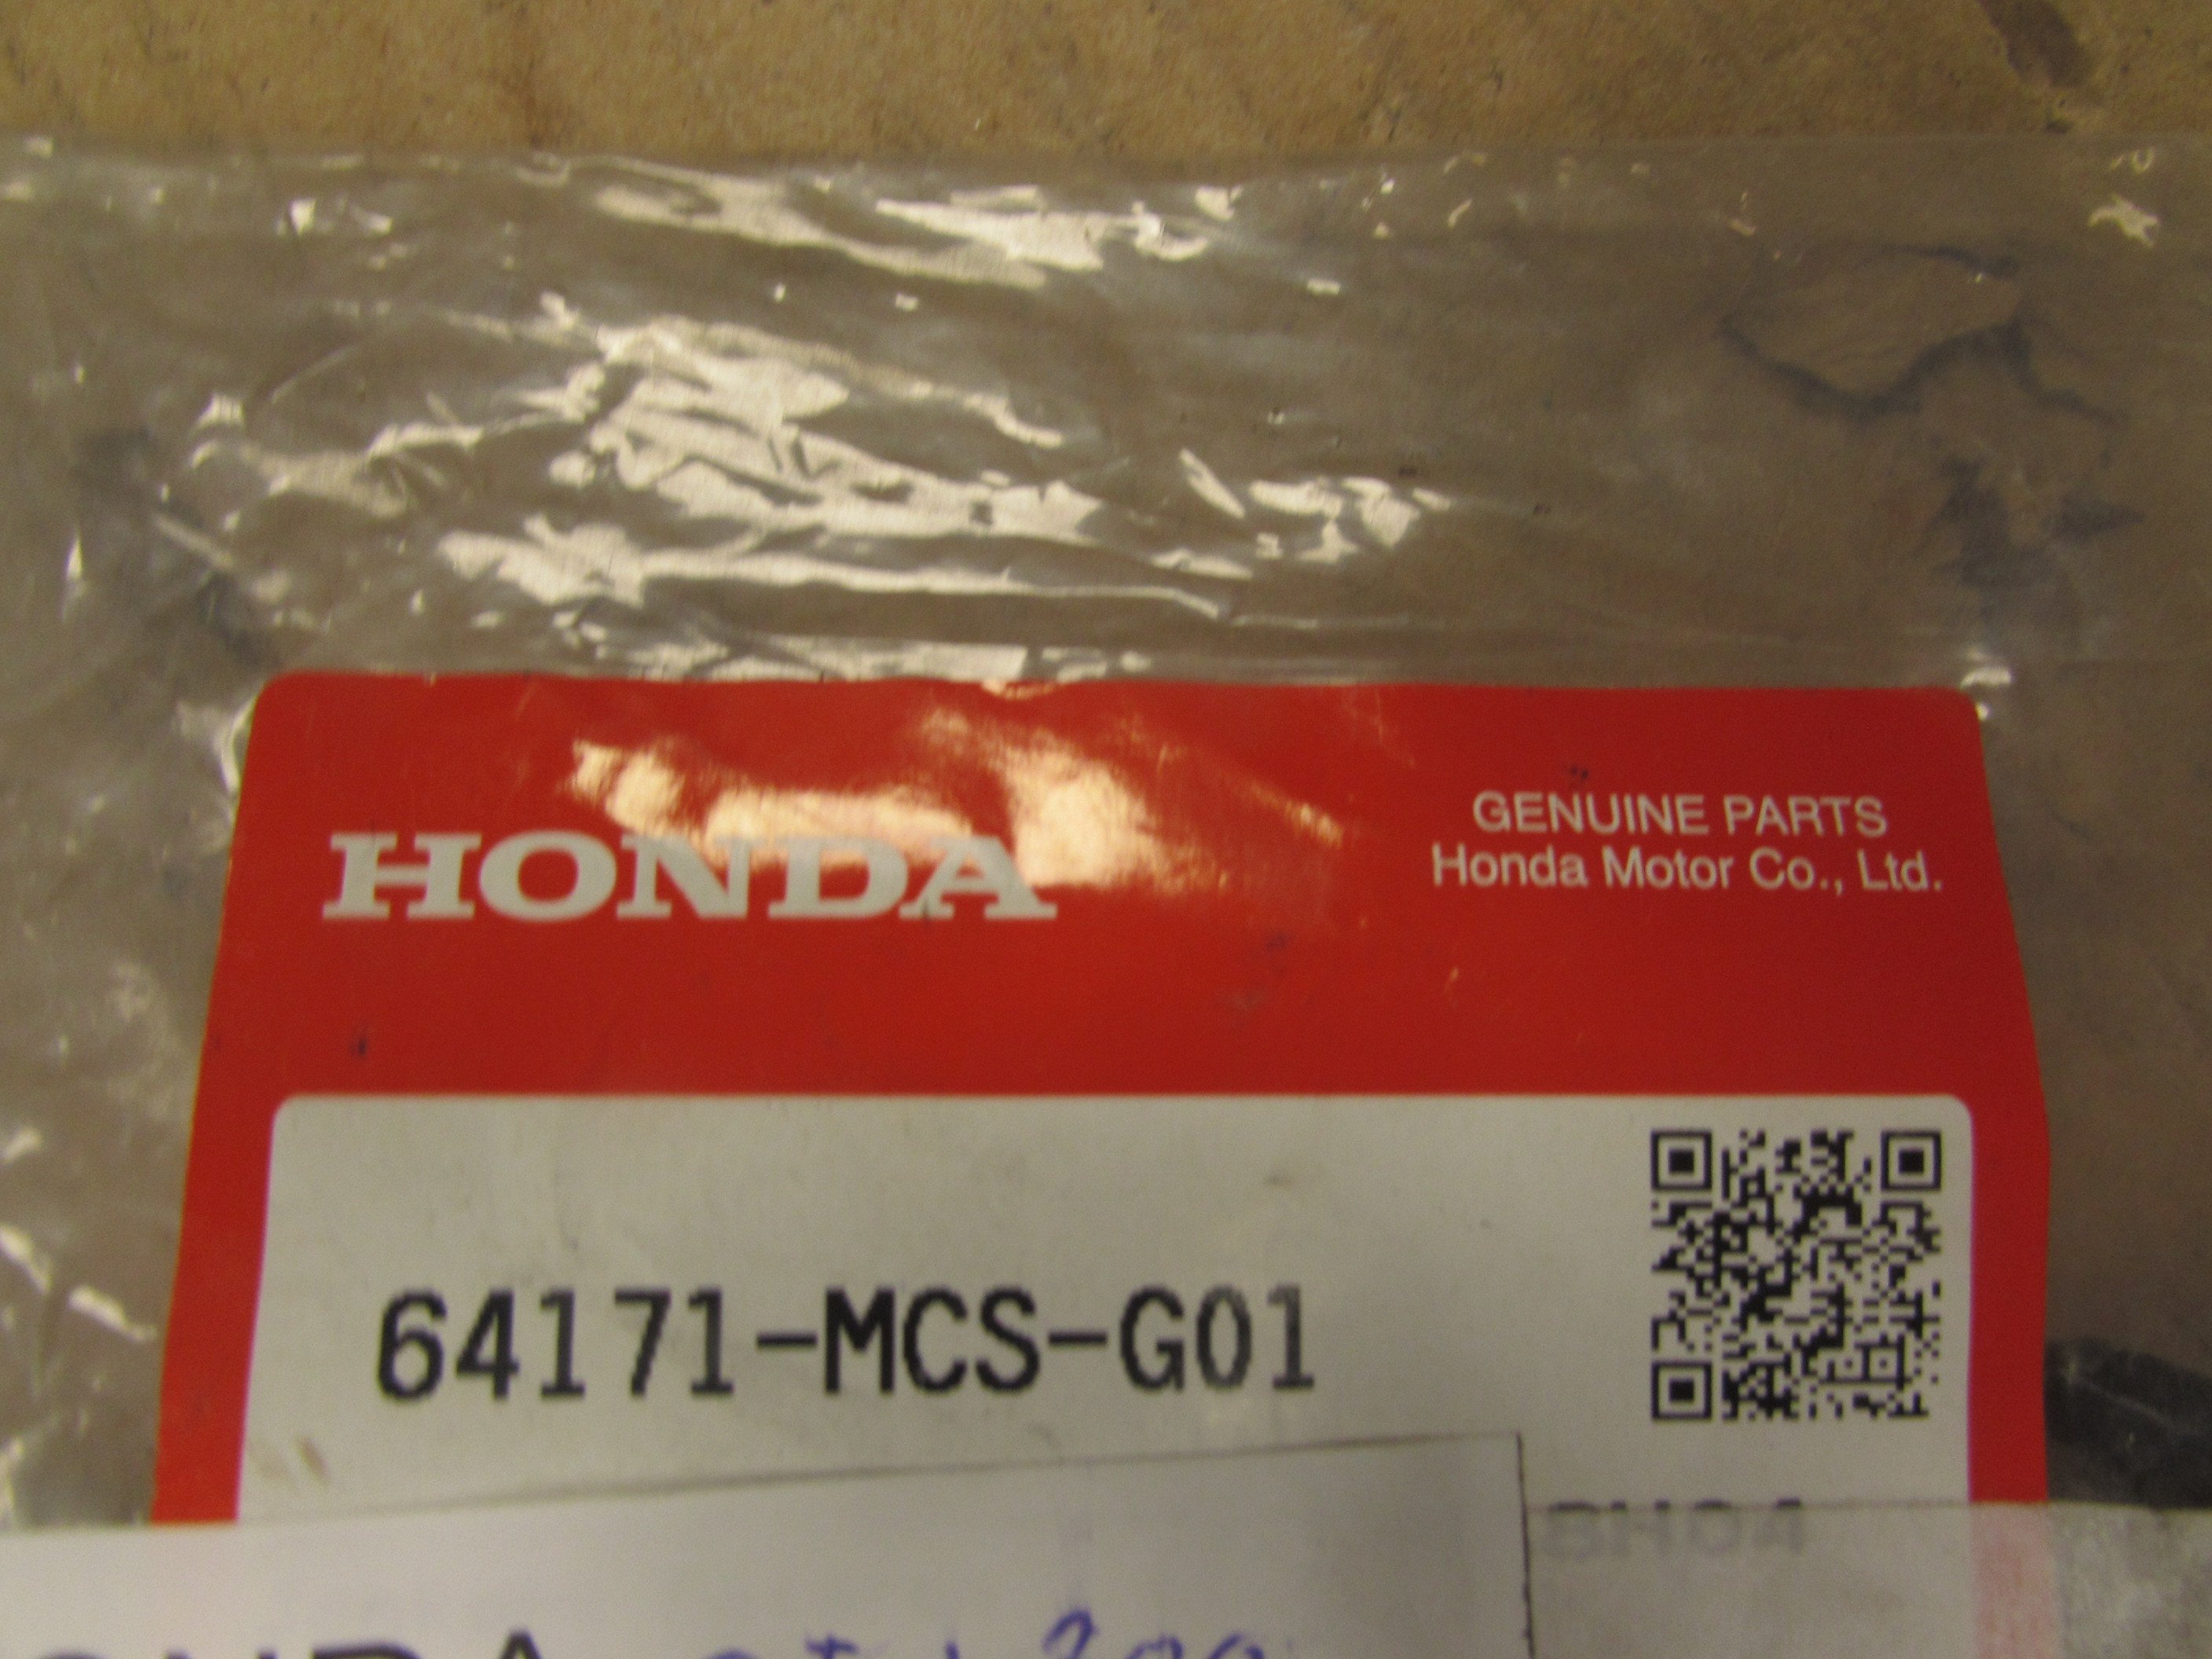 HONDA
GENUINE PARTS
Honda Motor Co., Ltd.
64171-MCS-G01